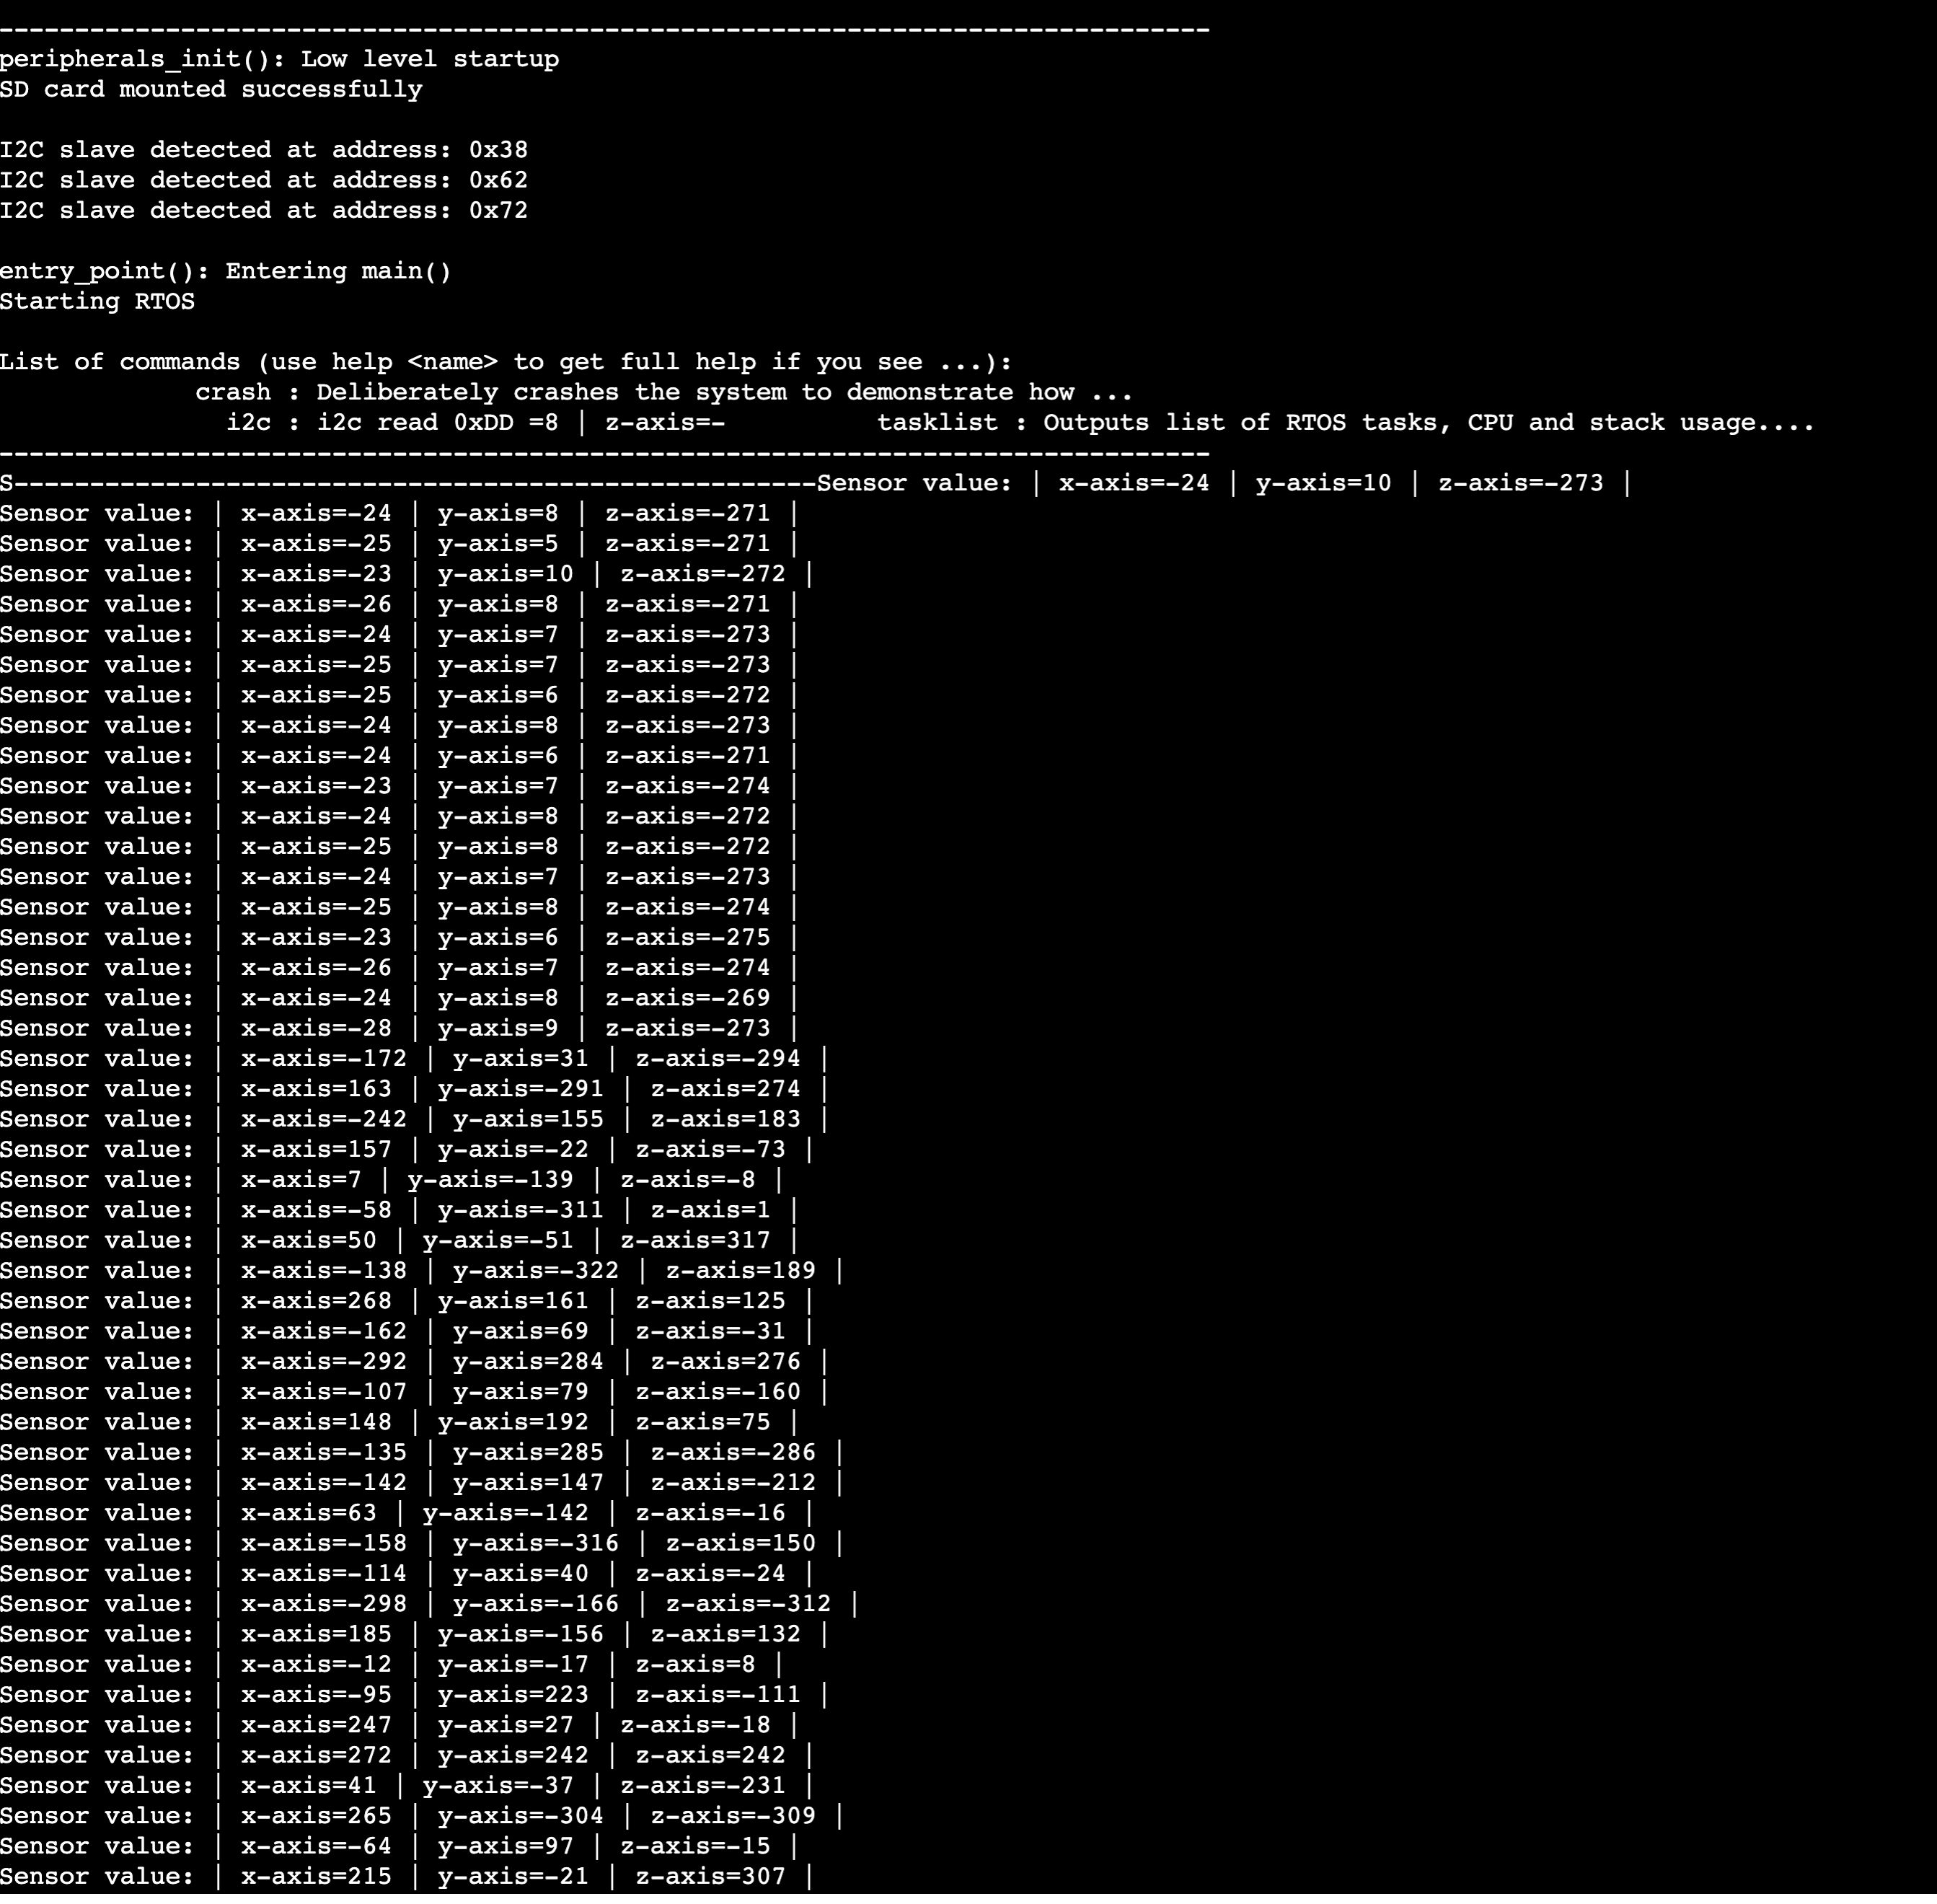 --------------------------------------------------------------------------------
peripherals_init(): Low level startup
SD card mounted successfully
I2C slave detected at address: 0x38
I2C slave detected at address: 0x62
I2C slave detected at address: 0x72
entry_point(): Entering main()
Starting RTOS
List of commands (use help <name> to get full help if you see ...):
crash : Deliberately crashes the system to demonstrate how ...
i2c : i2c read 0xDD =8 | z-axis=-          tasklist : Outputs list of RTOS tasks, CPU and stack usage....
--------------------------------------------------------------------------------
S-----------------------------------------------------Sensor value: | x-axis=-24 | y-axis=10 | z-axis=-273 |
Sensor value: | x-axis=-24 | y-axis=8 | z-axis=-271 |
Sensor value: | x-axis=-25 | y-axis=5 | z-axis=-271 |
Sensor value: | x-axis=-23 | y-axis=10 | z-axis=-272 |
Sensor value: | x-axis=-26 | y-axis=8 | z-axis=-271 |
Sensor value: | x-axis=-24 | y-axis=7 | z-axis=-273 |
Sensor value: | x-axis=-25 | y-axis=7 | z-axis=-273 |
Sensor value: | x-axis=-25 | y-axis=6 | z-axis=-272 |
Sensor value: | x-axis=-24 | y-axis=8 | z-axis=-273 |
Sensor value: | x-axis=-24 | y-axis=6 | z-axis=-271 |
Sensor value: | x-axis=-23 | y-axis=7 | z-axis=-274 |
Sensor value: | x-axis=-24 | y-axis=8 | z-axis=-272 |
Sensor value: | x-axis=-25 | y-axis=8 | z-axis=-272 |
Sensor value: | x-axis=-24 | y-axis=7 | z-axis=-273 |
Sensor value: | x-axis=-25 | y-axis=8 | z-axis=-274 |
Sensor value: | x-axis=-23 | y-axis=6 | z-axis=-275 |
Sensor value: | x-axis=-26 | y-axis=7 | z-axis=-274 |
Sensor value: | x-axis=-24 | y-axis=8 | z-axis=-269 |
Sensor value: | x-axis=-28 | y-axis=9 | z-axis=-273 |
Sensor value: | x-axis=-172 | y-axis=31 | z-axis=-294 |
Sensor value: | x-axis=163 | y-axis=-291 | z-axis=274 |
Sensor value: | x-axis=-242 | y-axis=155 | z-axis=183 |
Sensor value: | x-axis=157 | y-axis=-22 | z-axis=-73 |
Sensor value: | x-axis=7 | y-axis=-139 | z-axis=-8 |
Sensor value: | x-axis=-58 | y-axis=-311 | z-axis=1 |
Sensor value: | x-axis=50 | y-axis=-51 | z-axis=317 |
Sensor value: | x-axis=-138 | y-axis=-322 | z-axis=189 |
Sensor value: | x-axis=268 | y-axis=161 | z-axis=125 |
Sensor value: | x-axis=-162 | y-axis=69 | z-axis=-31 |
Sensor value: | x-axis=-292 | y-axis=284 | z-axis=276 |
Sensor value: | x-axis=-107 | y-axis=79 | z-axis=-160 |
Sensor value: | x-axis=148 | y-axis=192 | z-axis=75 |
Sensor value: | x-axis=-135 | y-axis=285 | z-axis=-286 |
Sensor value: | x-axis=-142 | y-axis=147 | z-axis=-212 |
Sensor value: | x-axis=63 | y-axis=-142 | z-axis=-16 |
Sensor value: | x-axis=-158 | y-axis=-316 | z-axis=150 |
Sensor value: | x-axis=-114 | y-axis=40 | z-axis=-24 |
Sensor value: | x-axis=-298 | y-axis=-166 | z-axis=-312 |
Sensor value: | x-axis=185 | y-axis=-156 | z-axis=132 |
Sensor value: | x-axis=-12 | y-axis=-17 | z-axis=8 |
Sensor value: | x-axis=-95 | y-axis=223 | z-axis=-111 |
Sensor value: | x-axis=247 | y-axis=27 | z-axis=-18 |
Sensor value: | x-axis=272 | y-axis=242 | z-axis=242 |
Sensor value: | x-axis=41 | y-axis=-37 | z-axis=-231 |
Sensor value: | x-axis=265 | y-axis=-304 | z-axis=-309 |
Sensor value: | x-axis=-64 | y-axis=97 | z-axis=-15 |
Sensor value: | x-axis=215 | y-axis=-21 | z-axis=307 |